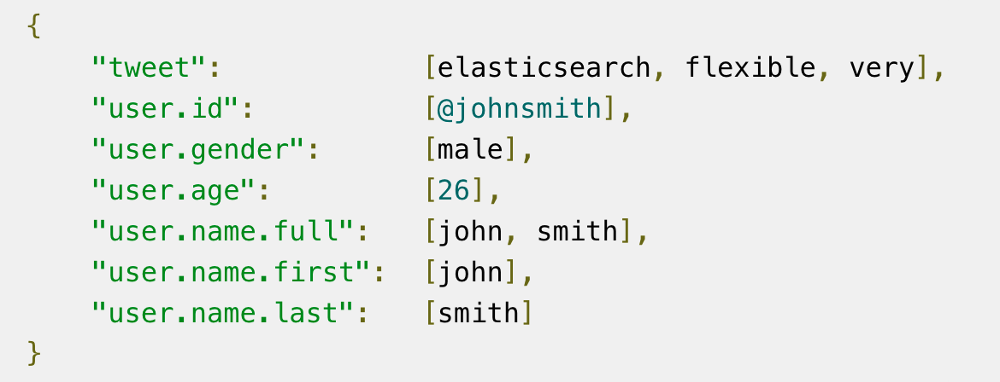 {
"tweet": [elasticsearch, flexible, very],
"user.id": [@johnsmith],
"user.gender": [male],
"user.age": [26],
"user.name.full": [john, smith],
"user.name.first": [john],
"user.name.last": [smith]
}